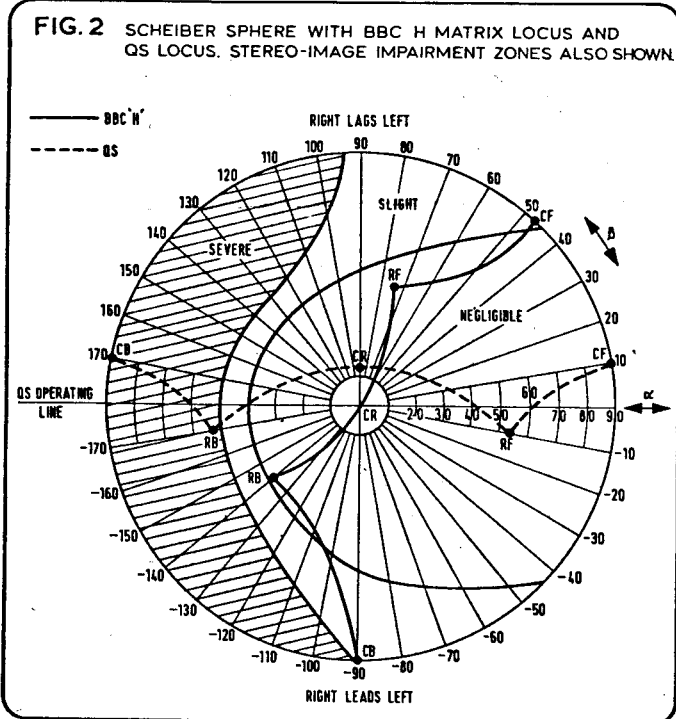 FIG. 2 SCHEIBER SPHERE WITH BBC H MATRIX LOCUS AND
QS LOCUS. STEREO-IMAGE IMPAIRMENT ZONES ALSO SHOWN.
BBC 'H'
QS
RIGHT LAGS LEFT
90
100 80
110 70
120 60
130 50 CF
140 40
150 30
160 20
170 CB CF 10
SLIGHT
SEVERE
β
RF
NEGLIGIBLE
CR
QS OPERATING
LINE
CR 20 40 50 60 70 80 90 α
RB RF
-170 -10
RB
-160 -20
-150 -30
-140 -40
-130 -50
-120 -60
-110 -70
-100 -80
CB
-90
RIGHT LEADS LEFT